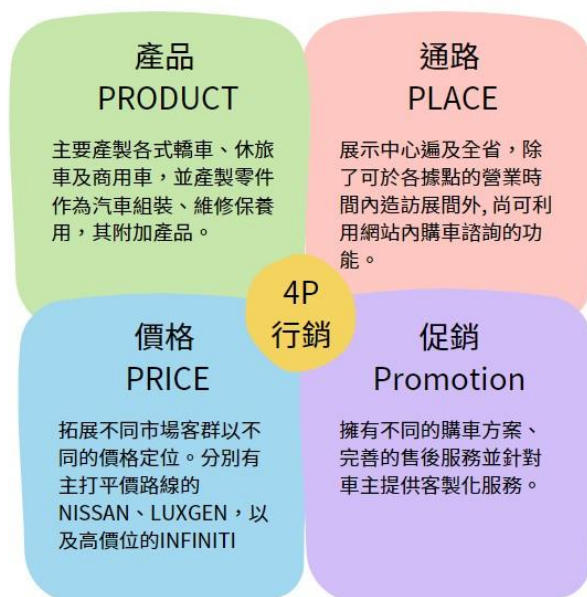 產品
PRODUCT
主要產製各式轎車、休旅
車及商用車，並產製零件
作為汽車組裝、維修保養
用，其附加產品。
通路
PLACE
展示中心遍及全省，除
了可於各據點的營業時
間內造訪展間外, 尚可利
用網站內購車諮詢的功
能。
4P
行銷
價格
PRICE
拓展不同市場客群以不
同的價格定位。分別有
主打平價路線的
NISSAN、LUXGEN，以
及高價位的INFINITI
促銷
Promotion
擁有不同的購車方案、
完善的售後服務並針對
車主提供客製化服務。